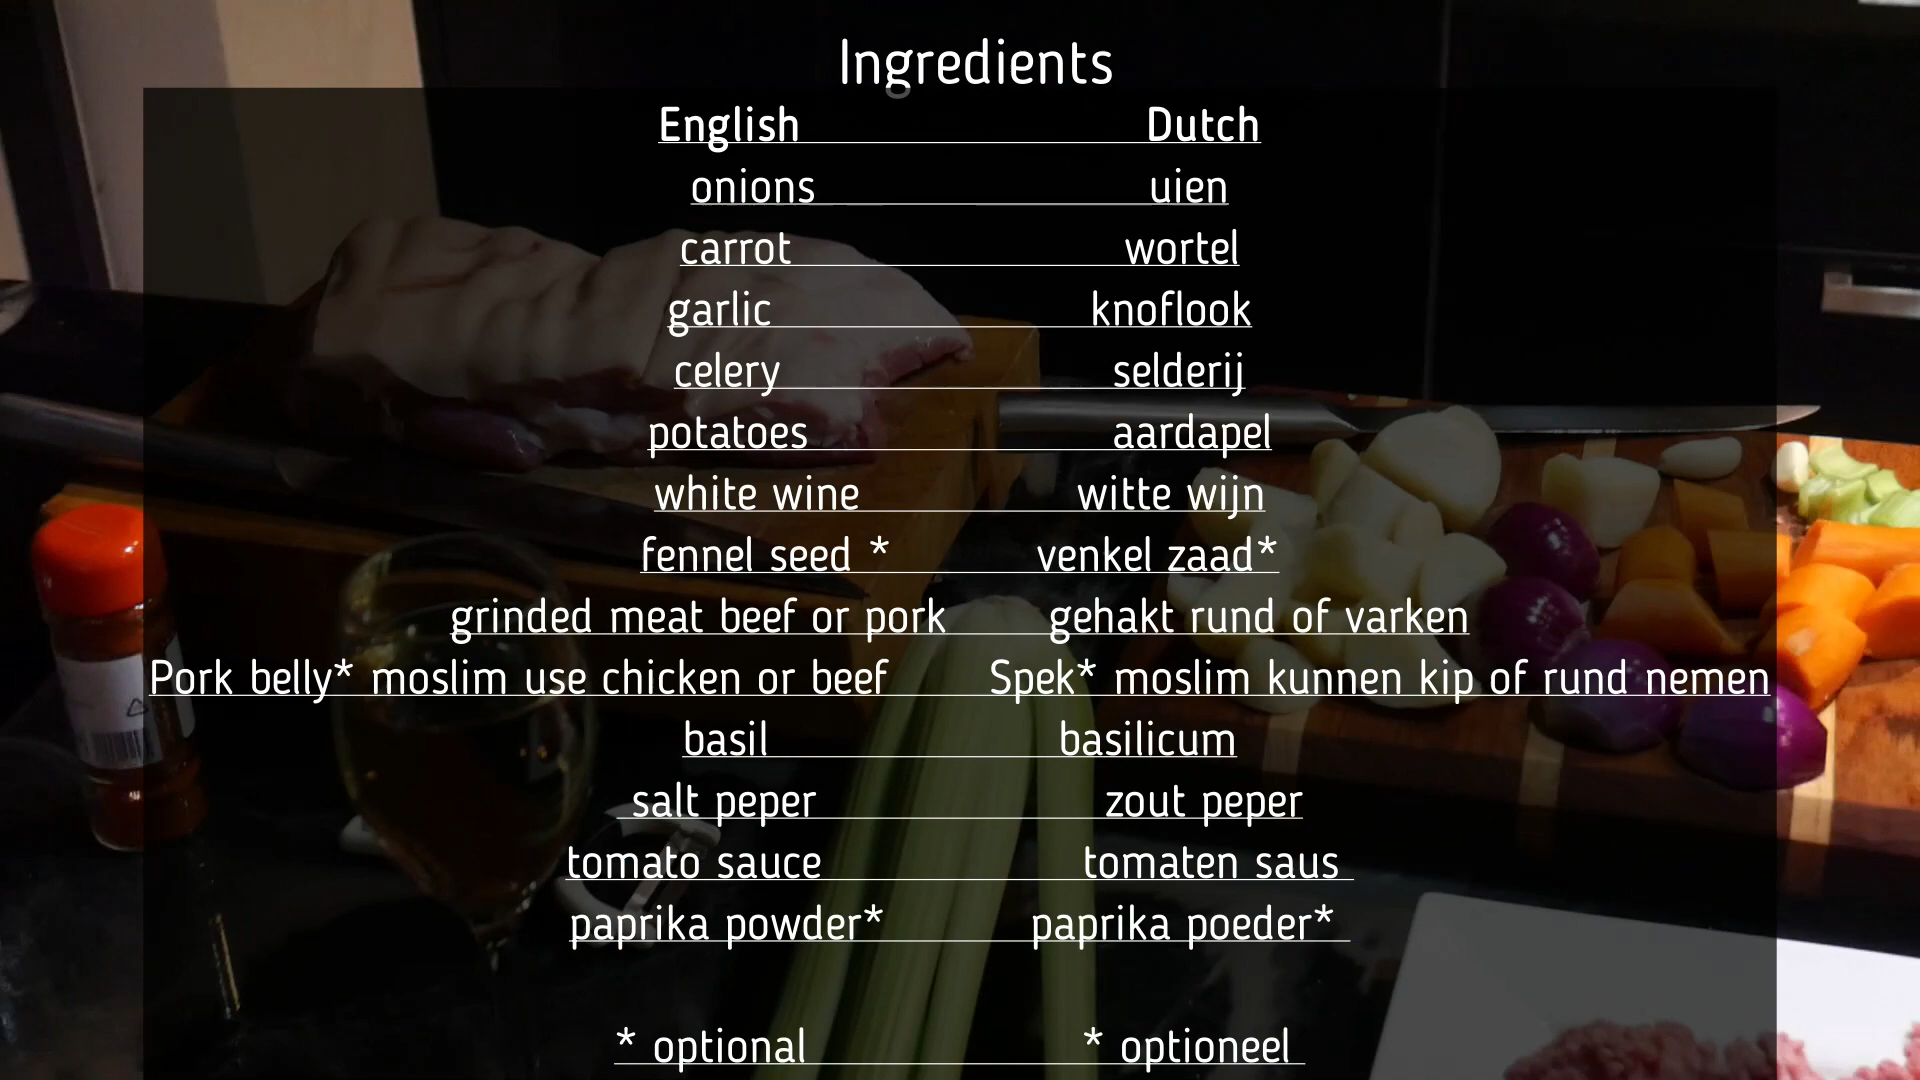 Ingredients
English Dutch
onions uien
carrot wortel
garlic knoflook
celery selderij
potatoes aardapel
white wine witte wijn
fennel seed * venkel zaad*
grinded meat beef or pork gehakt rund of varken
Pork belly* moslim use chicken or beef Spek* moslim kunnen kip of rund nemen
basil basilicum
salt peper zout peper
tomato sauce tomaten saus
paprika powder* paprika poeder*
* optional * optioneel